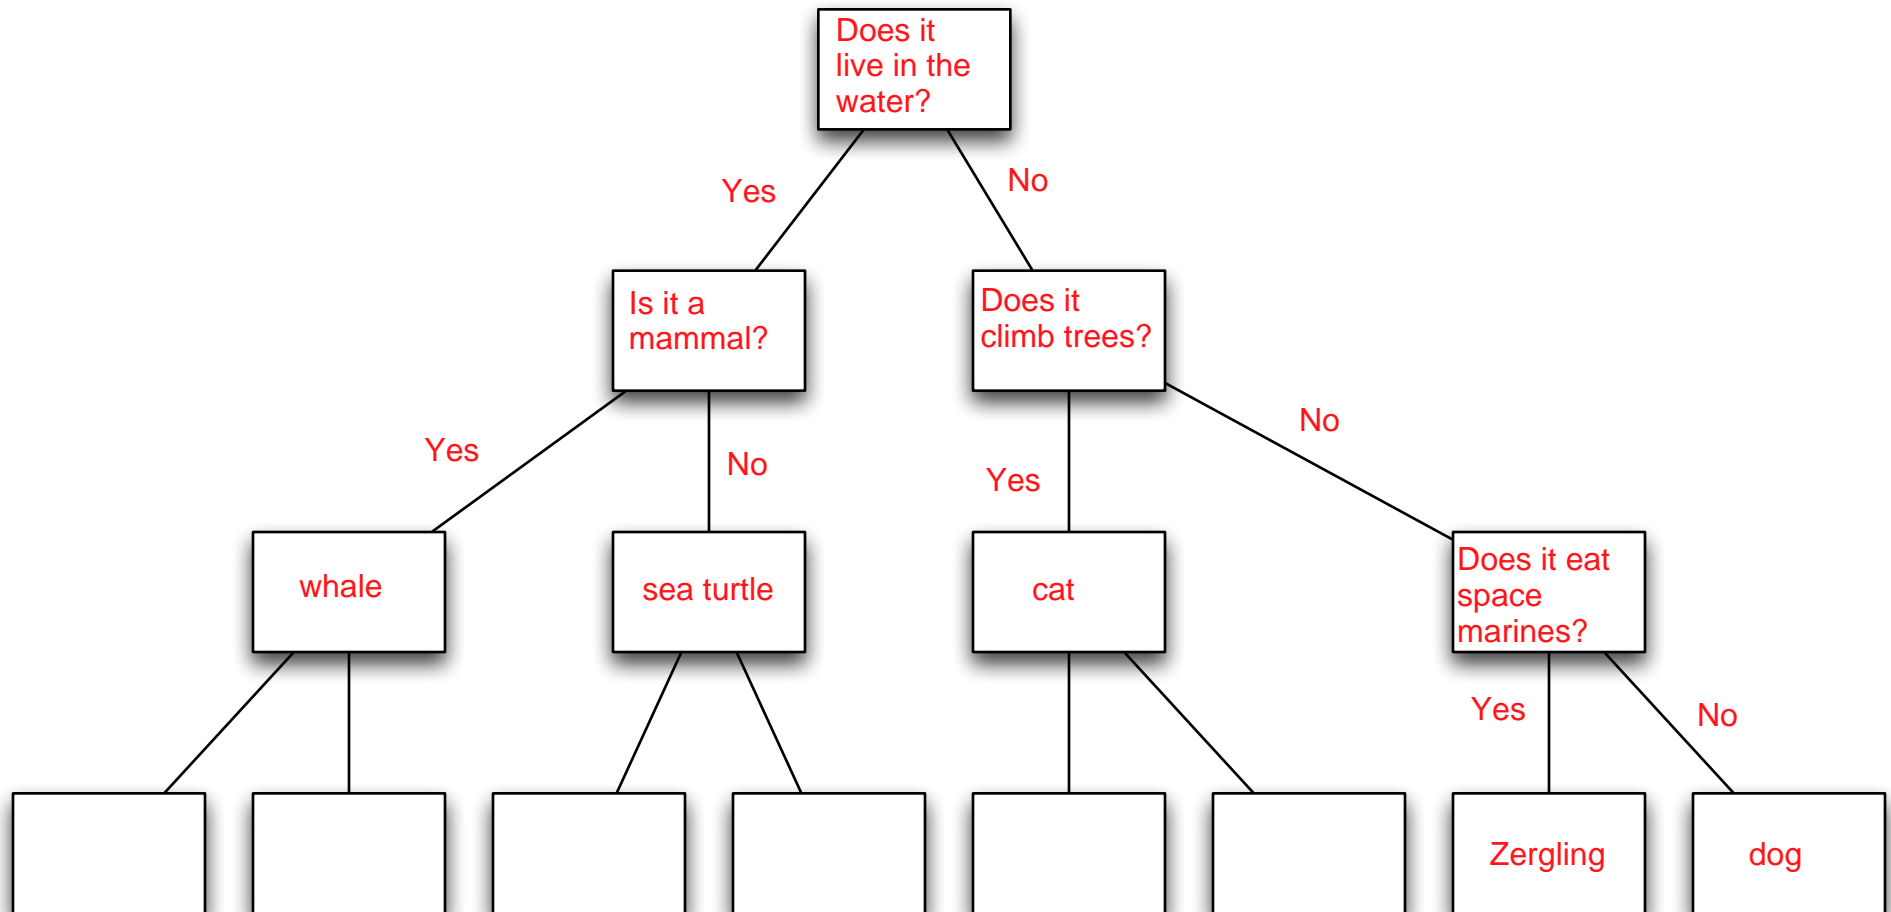 Does it
live in the
water?
Yes
No
Is it a
mammal?
Does it
climb trees?
Yes
No
Yes
No
whale
sea turtle
cat
Does it eat
space
marines?
Yes
No
Zergling
dog